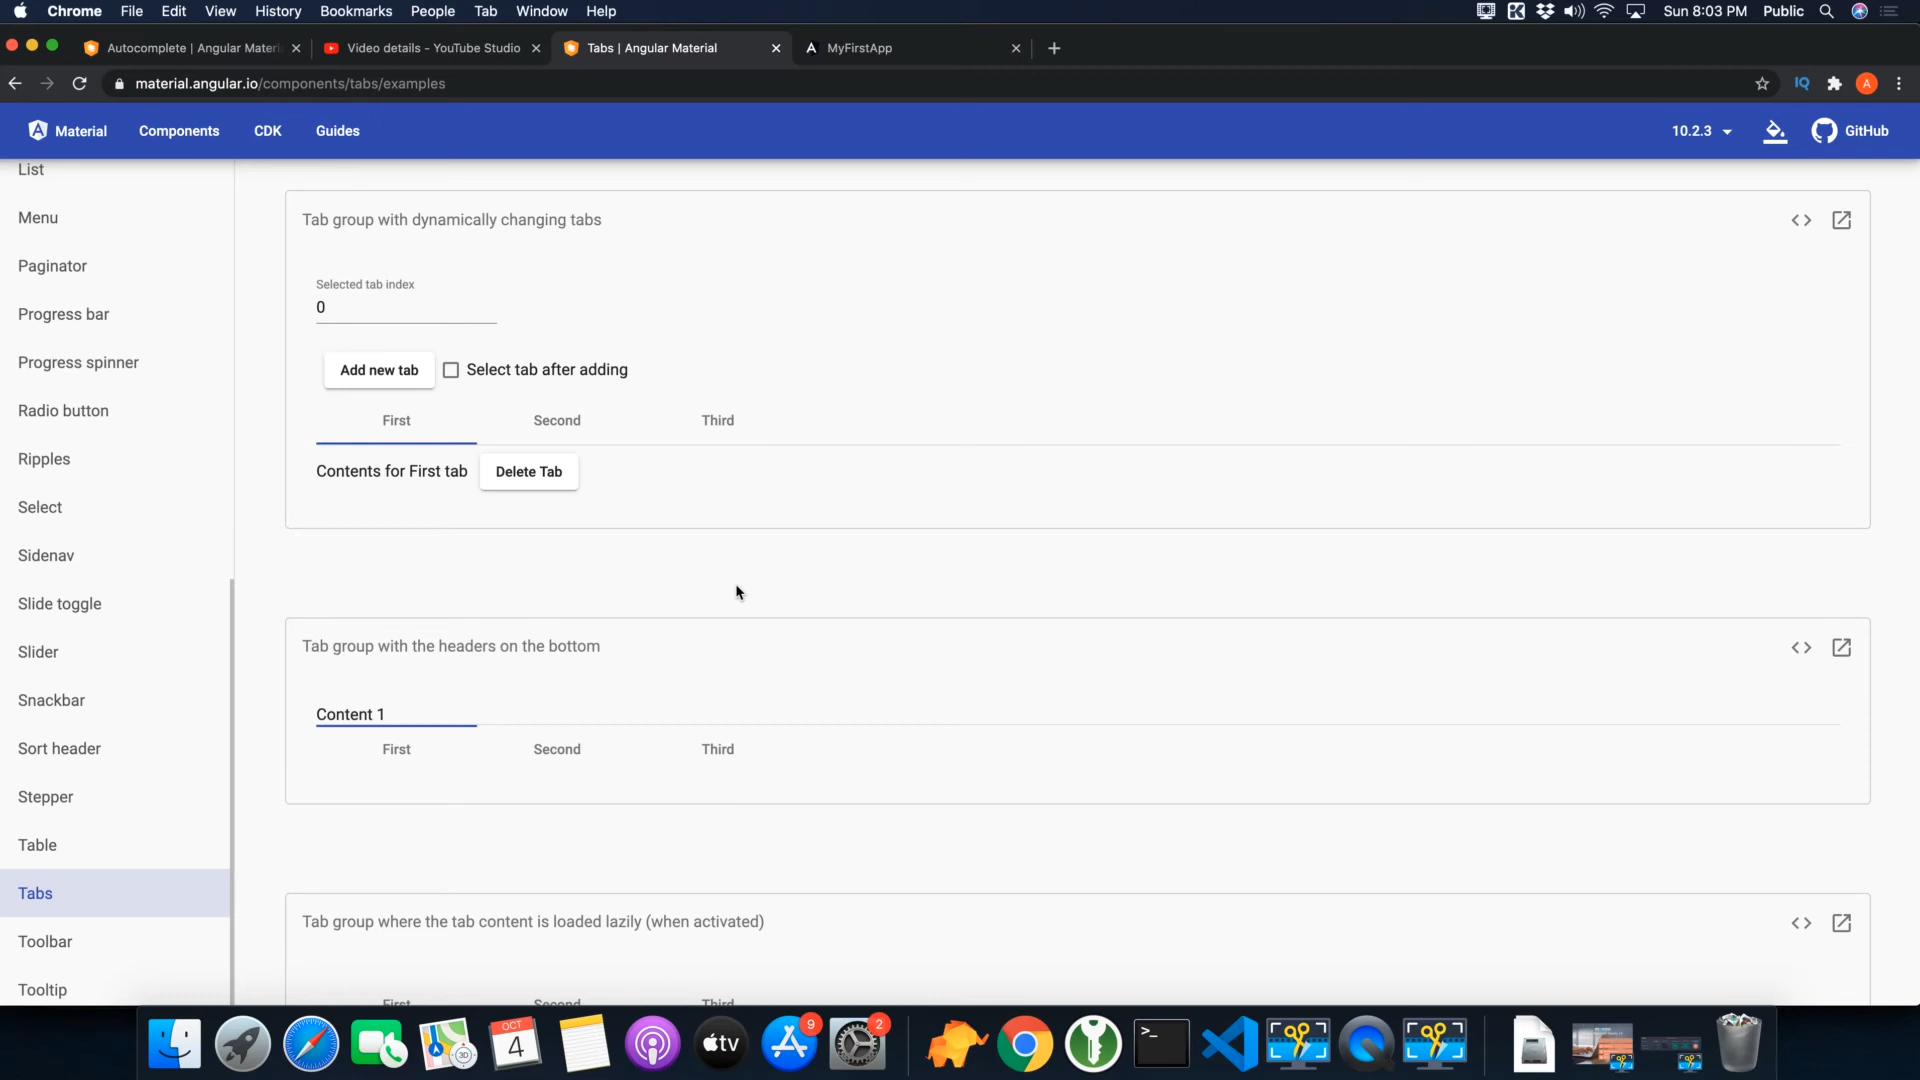 Chrome File Edit View History Bookmarks People Tab Window Help Sun 8:03 PM Public
Autocomplete | Angular Materi
Video details - YouTube Studio
Tabs | Angular Material
MyFirstApp
material.angular.io/components/tabs/examples
IQ
A
Material Components CDK Guides 10.2.3 GitHub
List
Menu
Paginator
Progress bar
Progress spinner
Radio button
Ripples
Select
Sidenav
Slide toggle
Slider
Snackbar
Sort header
Stepper
Table
Tabs
Toolbar
Tooltip
Tab group with dynamically changing tabs
Selected tab index
0
Add new tab Select tab after adding
First Second Third
Contents for First tab Delete Tab
Tab group with the headers on the bottom
Content 1
First Second Third
Tab group where the tab content is loaded lazily (when activated)
First Second Third
3D
OCT
4
tv
9
2
>_